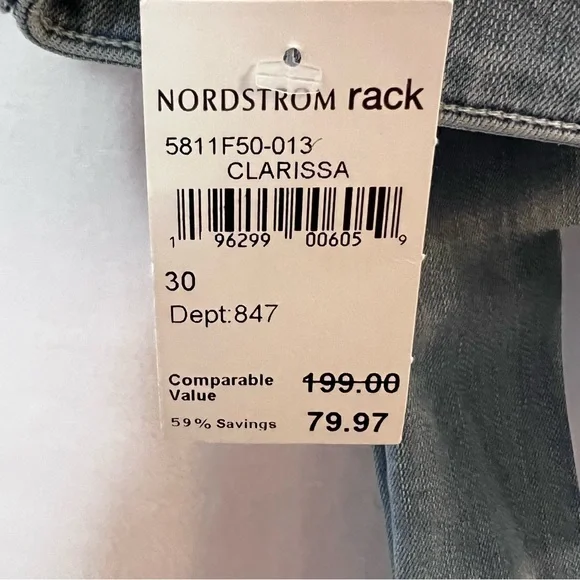 NORDSTROM rack
5811F50-013
CLARISSA
1 96299 00605 9
30
Dept:847
Comparable Value 199.00
59% Savings 79.97